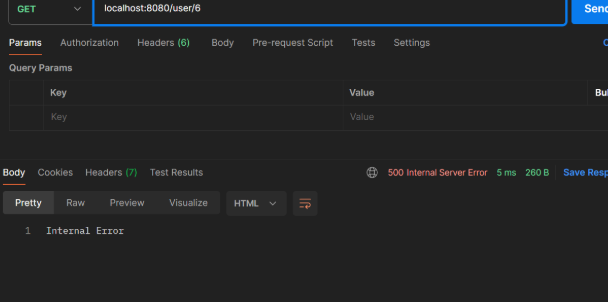 GET localhost:8080/user/6 Send
Params Authorization Headers (6) Body Pre-request Script Tests Settings
Query Params
Key Value Bul
Key Value
Body Cookies Headers (7) Test Results 500 Internal Server Error 5 ms 260 B Save Resp
Pretty Raw Preview Visualize HTML
1 Internal Error